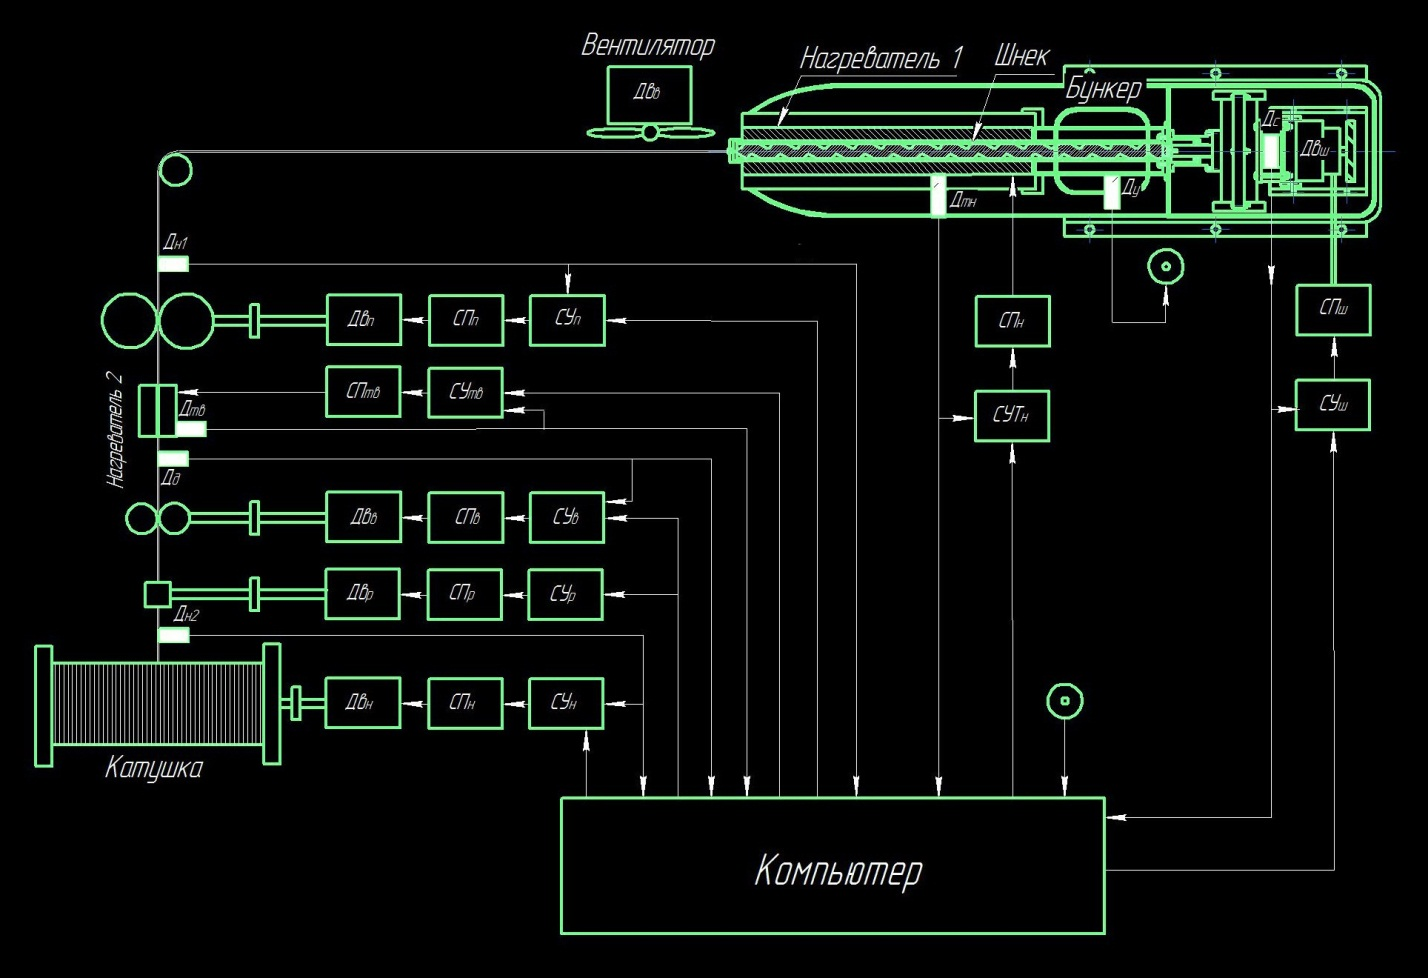 Вентилятор
Нагреватель 1
Шнек
Бункер
ДВв
Дс
ДВш
Дтн
Ду
Дн1
ДВп
СПп
СУп
СПн
СПш
Нагреватель 2
СПтв
СУтв
Дтв
СУТн
СУш
Дд
ДВв
СПв
СУв
ДВр
СПр
СУр
Дн2
ДВн
СПн
СУн
Катушка
Компьютер